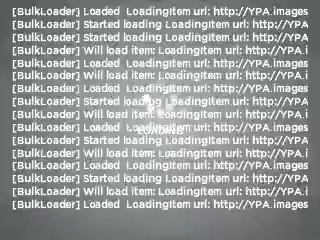 [BulkLoader] Loaded  LoadingItem url: http://YPA.images
[BulkLoader] Started loading LoadingItem url: http://YPA
[BulkLoader] Will load item: LoadingItem url: http://YPA.i
[BulkLoader] Started loading LoadingItem url: http://YPA
[BulkLoader] Loaded  LoadingItem url: http://YPA.images
[BulkLoader] Will load item: LoadingItem url: http://YPA.i
[BulkLoader] Loaded  LoadingItem url: http://YPA.images
[BulkLoader] Started loading LoadingItem url: http://YPA
[BulkLoader] Will load item: LoadingItem url: http://YPA.i
[BulkLoader] Loaded  LoadingItem url: http://YPA.images
LOADING
[BulkLoader] Started loading LoadingItem url: http://YPA
[BulkLoader] Will load item: LoadingItem url: http://YPA.i
[BulkLoader] Loaded  LoadingItem url: http://YPA.images
[BulkLoader] Started loading LoadingItem url: http://YPA
[BulkLoader] Will load item: LoadingItem url: http://YPA.i
[BulkLoader] Loaded  LoadingItem url: http://YPA.images